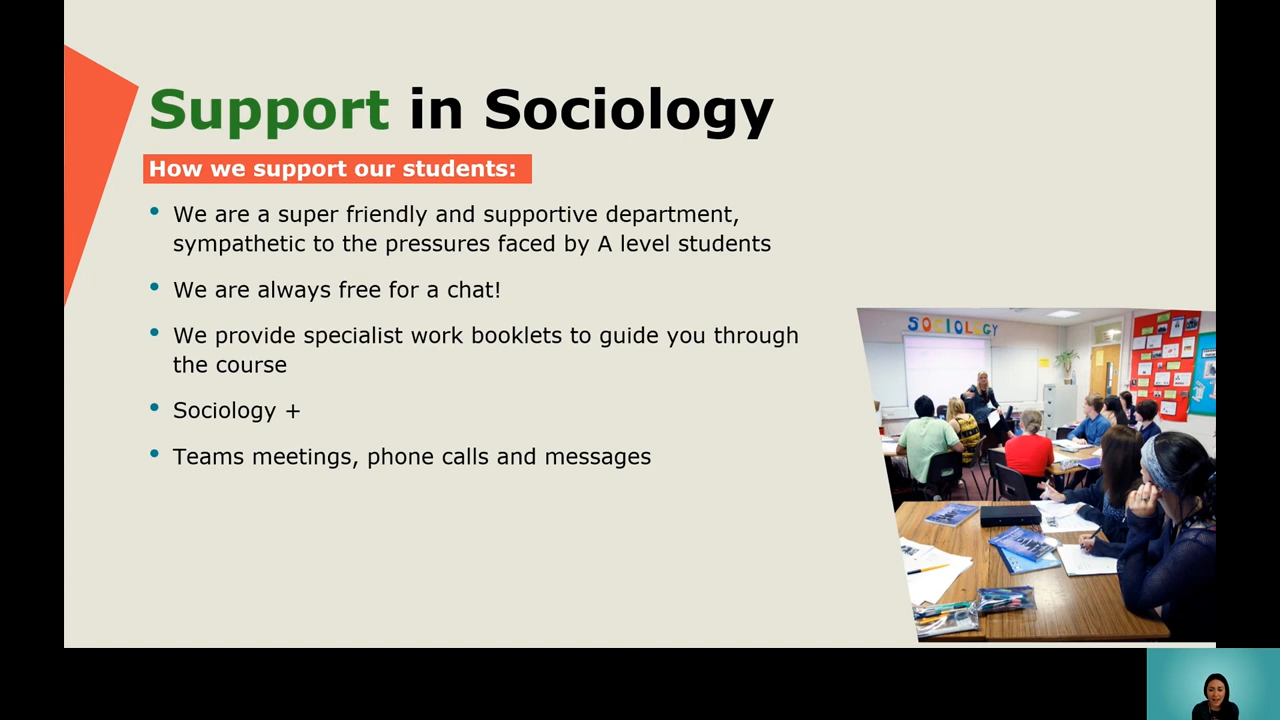 Support in Sociology
How we support our students:
• We are a super friendly and supportive department,
sympathetic to the pressures faced by A level students
• We are always free for a chat!
• We provide specialist work booklets to guide you through
the course
• Sociology +
• Teams meetings, phone calls and messages
SOCIOLOGY